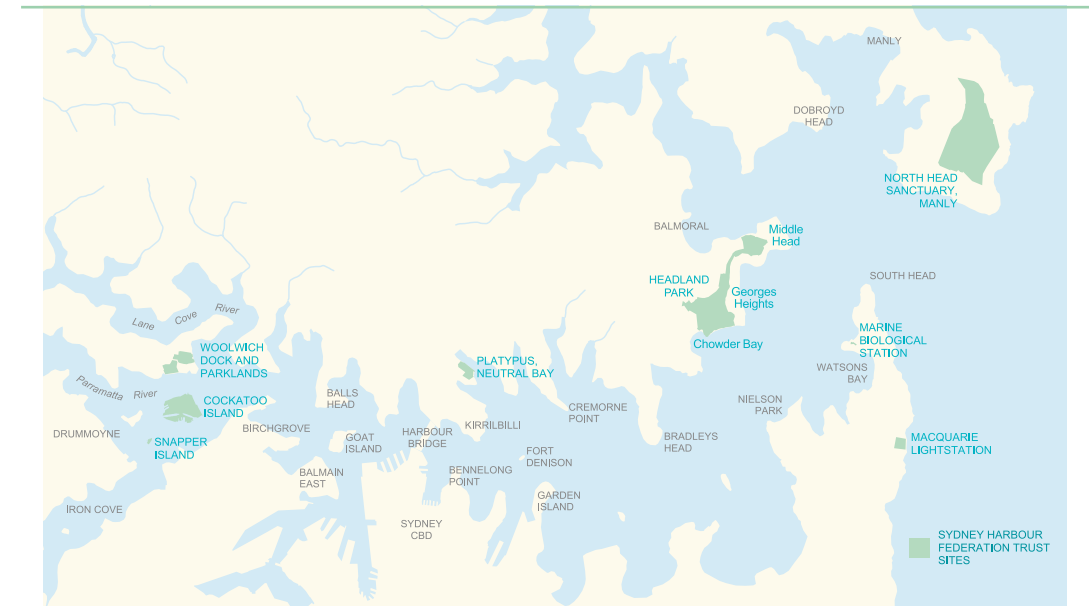 MANLY
DOBROYD
HEAD
NORTH HEAD
SANCTUARY,
MANLY
BALMORAL
Middle
Head
HEADLAND
PARK
Georges
Heights
Chowder Bay
SOUTH HEAD
MARINE
BIOLOGICAL
STATION
WATSONS
BAY
Lane Cove River
WOOLWICH
DOCK AND
PARKLANDS
PLATYPUS,
NEUTRAL BAY
Parramatta River
COCKATOO
ISLAND
BALLS
HEAD
CREMORNE
POINT
NIELSON
PARK
DRUMMOYNE
SNAPPER
ISLAND
BIRCHGROVE
GOAT
ISLAND
HARBOUR
BRIDGE
KIRRILBILLI
BRADLEYS
HEAD
MACQUARIE
LIGHTSTATION
BALMAIN
EAST
BENNELONG
POINT
FORT
DENISON
GARDEN
ISLAND
IRON COVE
SYDNEY
CBD
SYDNEY HARBOUR
FEDERATION TRUST
SITES